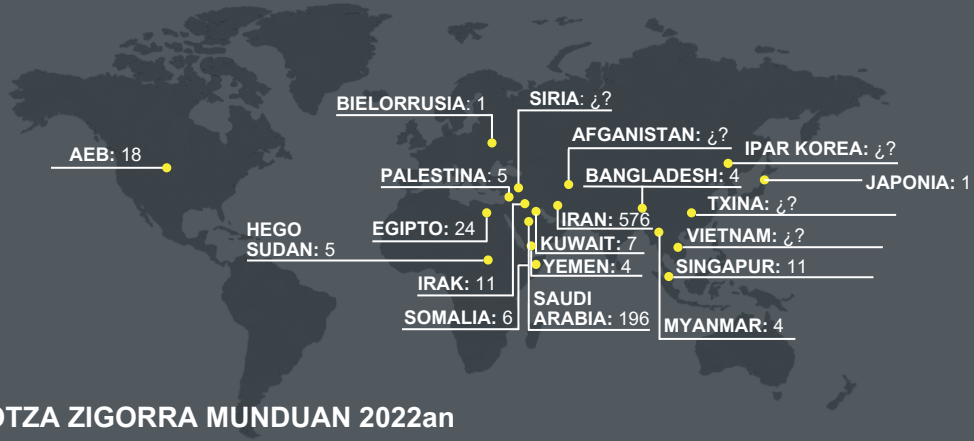 BIELORRUSIA: 1
SIRIA: ¿?
AFGANISTAN: ¿?
IPAR KOREA: ¿?
AEB: 18
PALESTINA: 5
BANGLADESH: 4
JAPONIA: 1
TXINA: ¿?
HEGO
SUDAN: 5
EGIPTO: 24
IRAN: 576
KUWAIT: 7
VIETNAM: ¿?
YEMEN: 4
SINGAPUR: 11
IRAK: 11
SAUDI
ARABIA: 196
SOMALIA: 6
MYANMAR: 4
OTZA ZIGORRA MUNDUAN 2022an